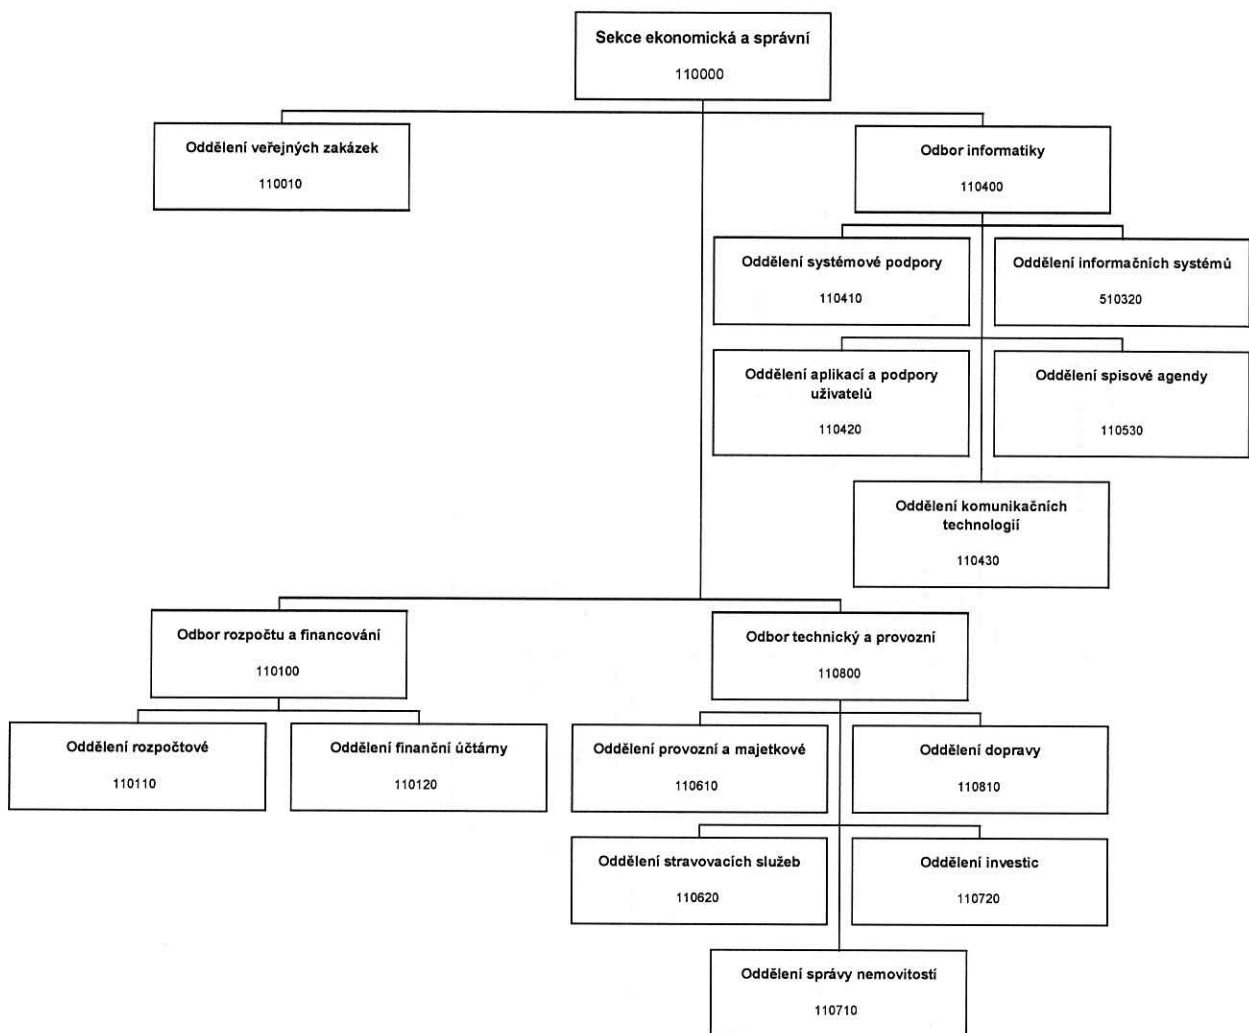 Sekce ekonomická a správní
110000
Oddělení veřejných zakázek
110010
Odbor informatiky
110400
Oddělení systémové podpory
110410
Oddělení informačních systémů
510320
Oddělení aplikací a podpory
uživatelů
110420
Oddělení spisové agendy
110530
Oddělení komunikačních
technologií
110430
Odbor rozpočtu a financování
110100
Odbor technický a provozní
110800
Oddělení rozpočtové
110110
Oddělení finanční účtárny
110120
Oddělení provozní a majetkové
110610
Oddělení dopravy
110810
Oddělení stravovacích služeb
110620
Oddělení investic
110720
Oddělení správy nemovitostí
110710